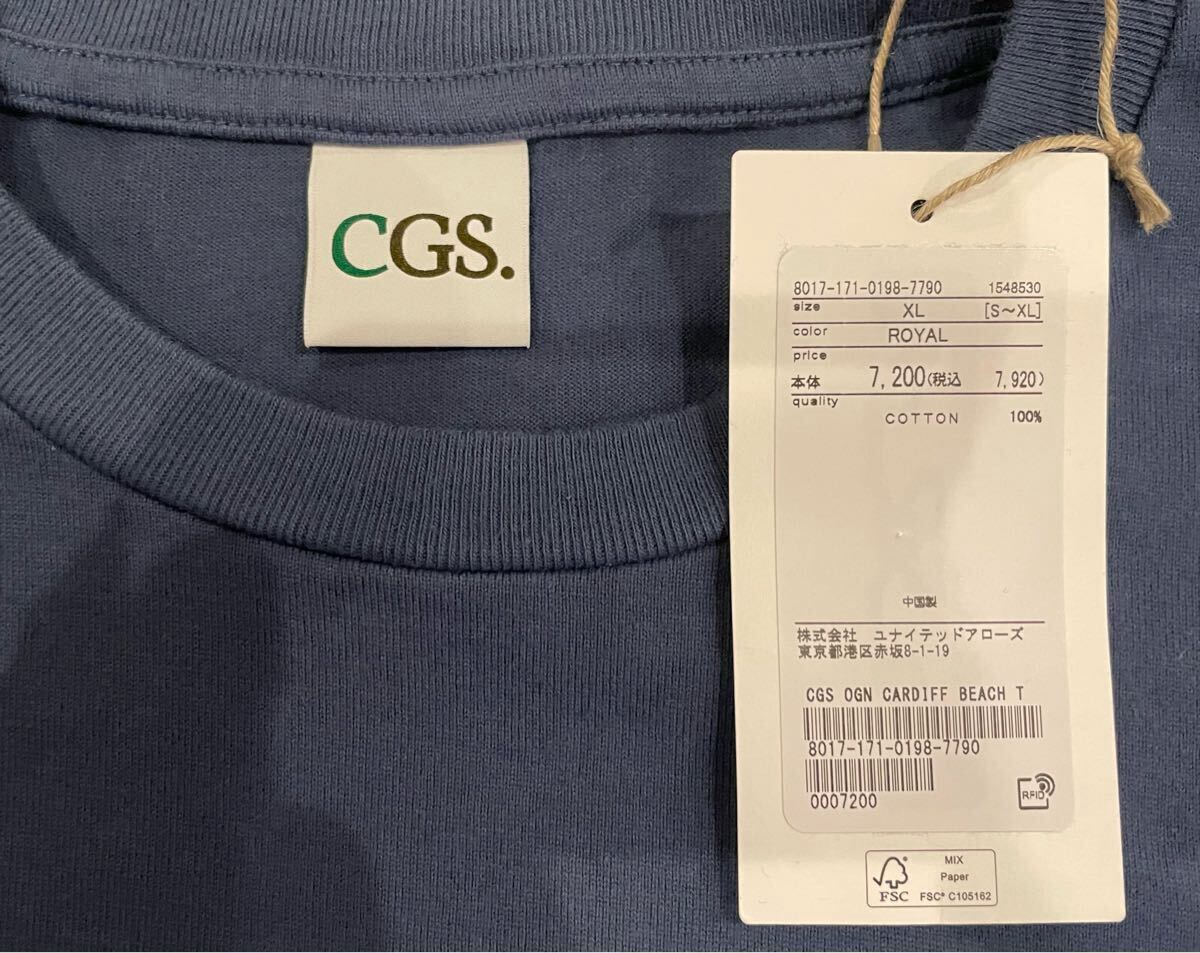 CGS.
8017-171-0198-7790 1548530
size XL [S~XL]
color ROYAL
price
本体 7,200(税込 7,920)
quality
COTTON 100%
中国製
株式会社 ユナイテッドアローズ
東京都港区赤坂8-1-19
CGS OGN CARDIFF BEACH T
8017-171-0198-7790
0007200
RFID
FSC
MIX
Paper
FSC® C105162